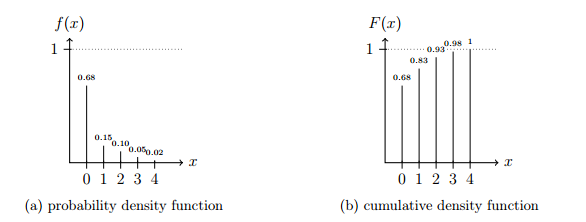 f(x)
1
0.68
0.15
0.10
0.05
0.02
x
0 1 2 3 4
(a) probability density function
F(x)
1
0.68
0.83
0.93
0.98
1
x
0 1 2 3 4
(b) cumulative density function